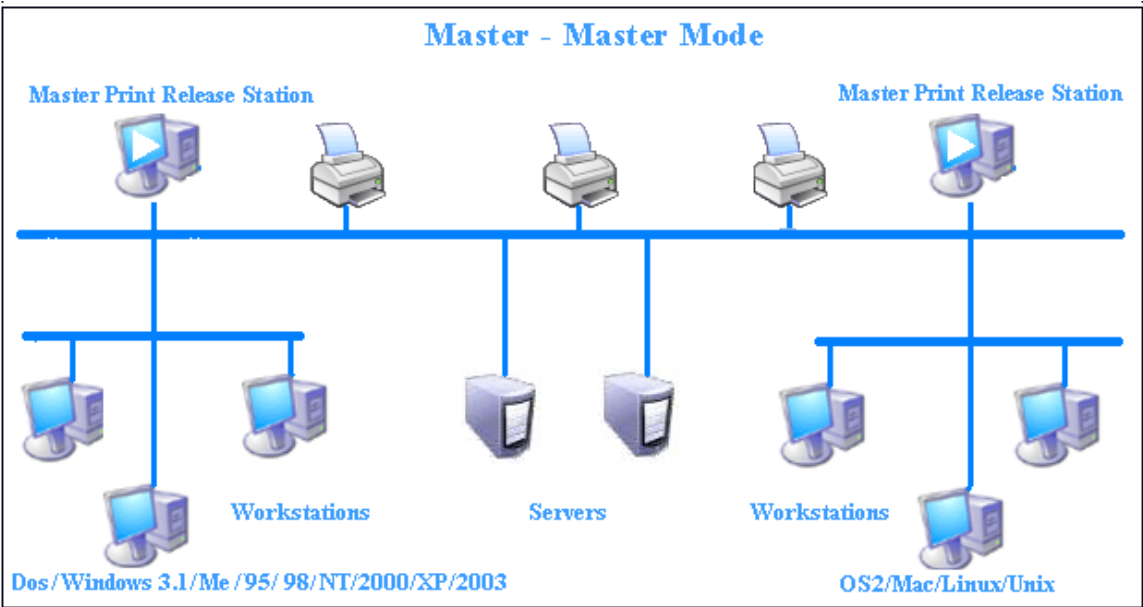 Master - Master Mode
Master Print Release Station
Master Print Release Station
Workstations
Servers
Workstations
Dos/Windows 3.1/Me /95/ 98/NT/2000/XP/2003
OS2/Mac/Linux/Unix